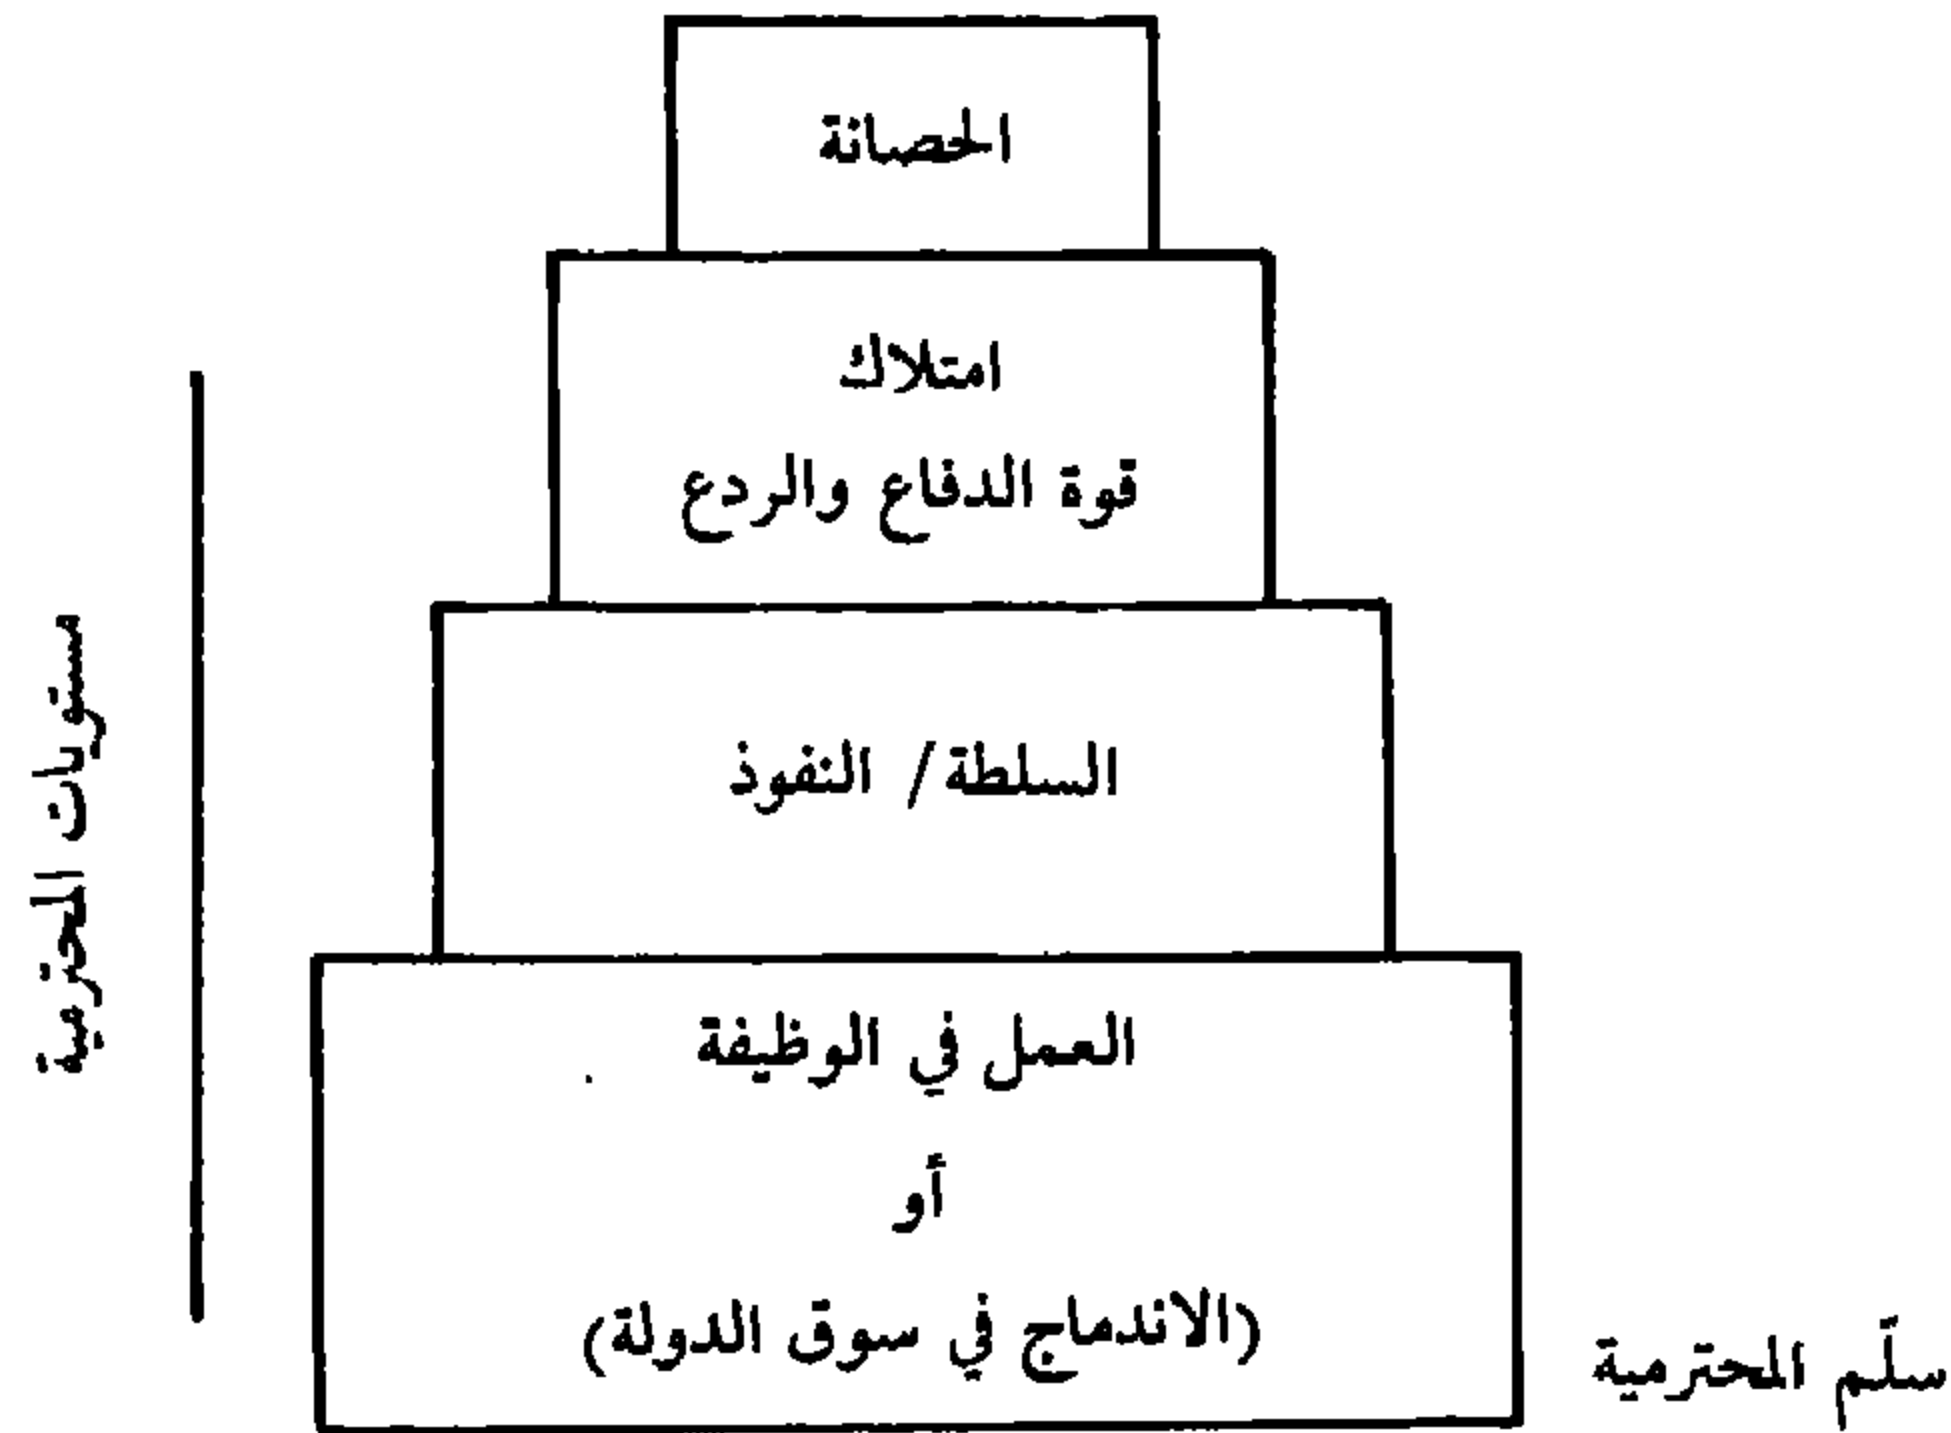 الحصانة
امتلاك
قوة الدفاع والردع
السلطة/ النفوذ
العمل في الوظيفة
أو
(الاندماج في سوق الدولة)
مستويات المحترمية
سلّم المحترمية